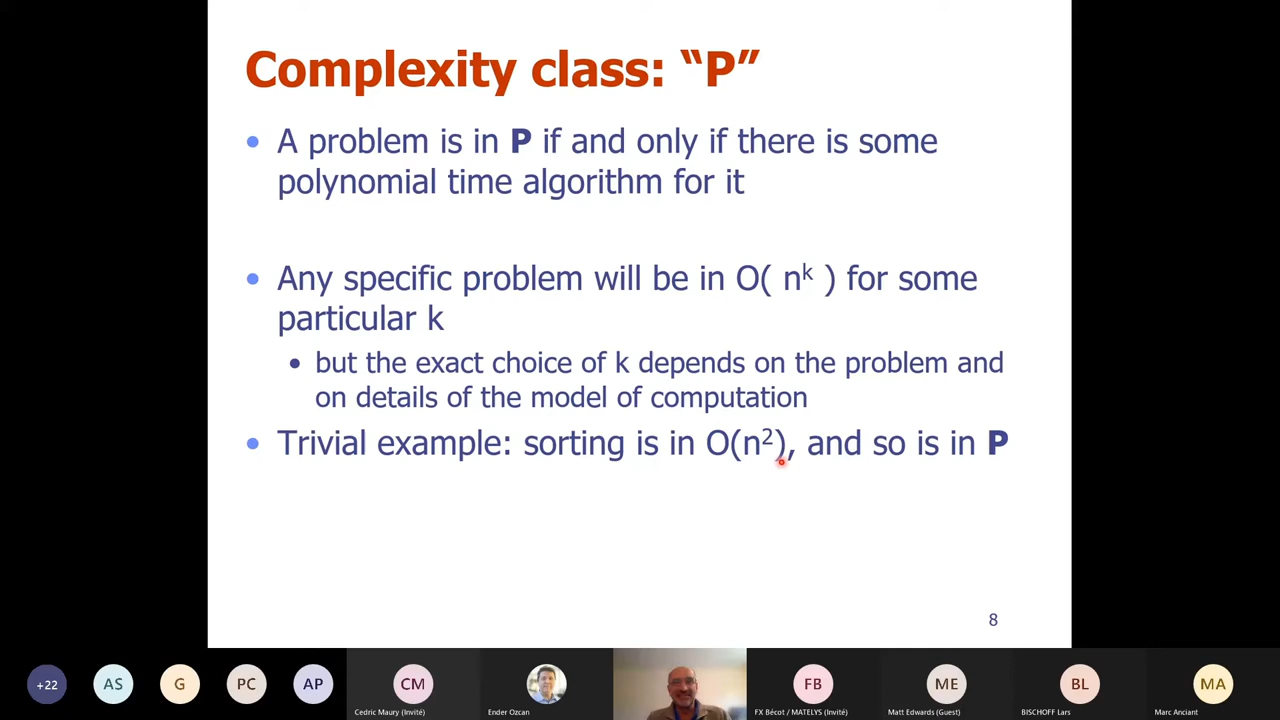 Complexity class: “P”
• A problem is in P if and only if there is some
polynomial time algorithm for it
• Any specific problem will be in O( nᵏ ) for some
particular k
• but the exact choice of k depends on the problem and
on details of the model of computation
• Trivial example: sorting is in O(n²), and so is in P
8
+22
AS
G
PC
AP
CM
FB
ME
BL
MA
Cedric Maury (Invité)
Ender Ozcan
FX Bécot / MATELYS (Invité)
Matt Edwards (Guest)
BISCHOFF Lars
Marc Anciant